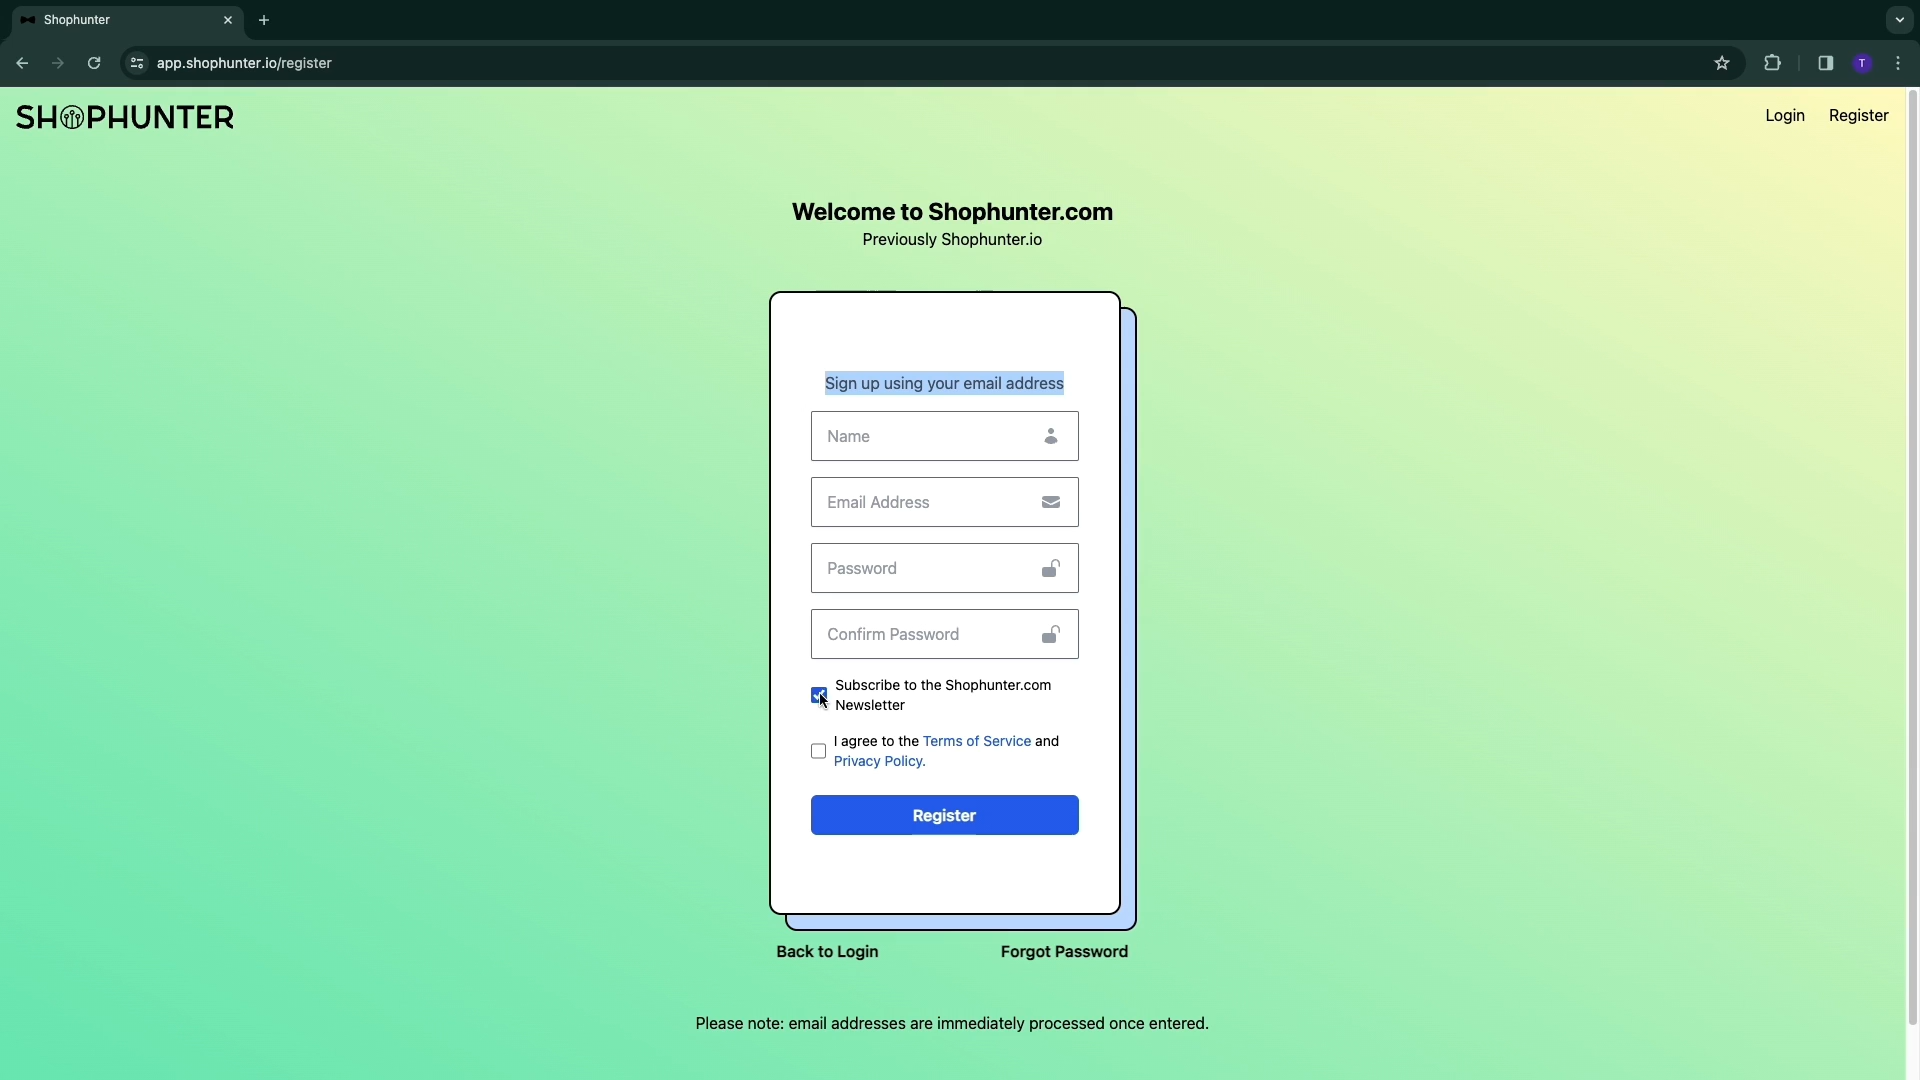 Shophunter
app.shophunter.io/register
T
SHOPHUNTER
Login Register
Welcome to Shophunter.com
Previously Shophunter.io
Sign up using your email address
Name
Email Address
Password
Confirm Password
Subscribe to the Shophunter.com
Newsletter
I agree to the Terms of Service and
Privacy Policy.
Register
Back to Login Forgot Password
Please note: email addresses are immediately processed once entered.